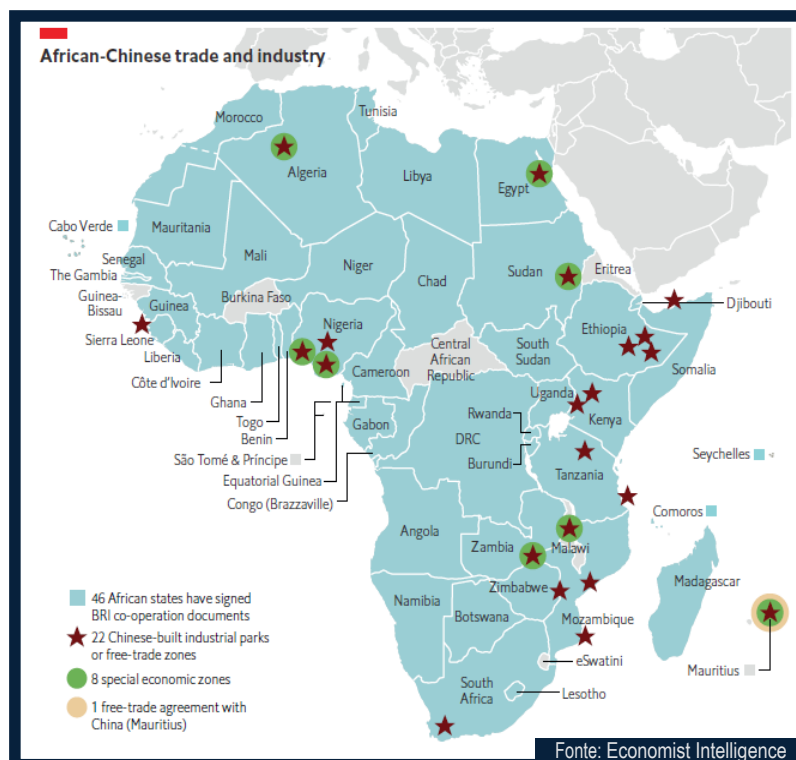 African-Chinese trade and industry
Tunisia
Morocco
Algeria
Libya
Egypt
Cabo Verde
Mauritania
Mali
Niger
Chad
Sudan
Eritrea
Senegal
The Gambia
Guinea-
Bissau
Guinea
Burkina Faso
Djibouti
Sierra Leone
Liberia
Nigeria
Ethiopia
Central
African
Republic
South
Sudan
Somalia
Côte d'Ivoire
Cameroon
Ghana
Togo
Benin
Uganda
Kenya
Rwanda
Gabon
DRC
São Tomé & Príncipe
Burundi
Seychelles
Equatorial Guinea
Tanzania
Congo (Brazzaville)
Comoros
Angola
Zambia
Malawi
Madagascar
Zimbabwe
Namibia
Botswana
Mozambique
Mauritius
eSwatini
South
Africa
Lesotho
46 African states have signed
BRI co-operation documents
22 Chinese-built industrial parks
or free-trade zones
8 special economic zones
1 free-trade agreement with
China (Mauritius)
Fonte: Economist Intelligence